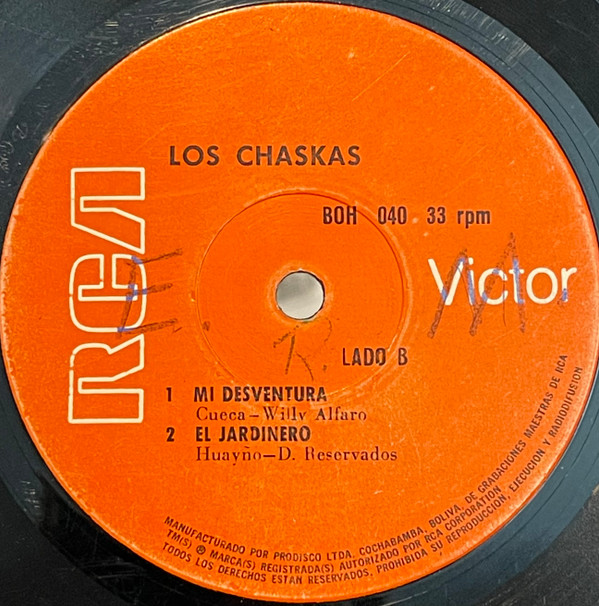 LOS CHASKAS
RCA
BOH 040 33 rpm
Victor
E. R. M.
LADO B
1 MI DESVENTURA
Cueca - Willy Alfaro
2 EL JARDINERO
Huayño - D. Reservados
MANUFACTURADO POR PRODISCO LTDA. COCHABAMBA, BOLIVA, DE GRABACIONES MAESTRAS DE RCA
TM(S) ® MARCA(S) REGISTRADA(S) AUTORIZADO POR RCA CORPORATION
TODOS LOS DERECHOS ESTAN RESERVADOS, PROHIBIDA SU REPRODUCCION, EJECUCION Y RADIODIFUSION